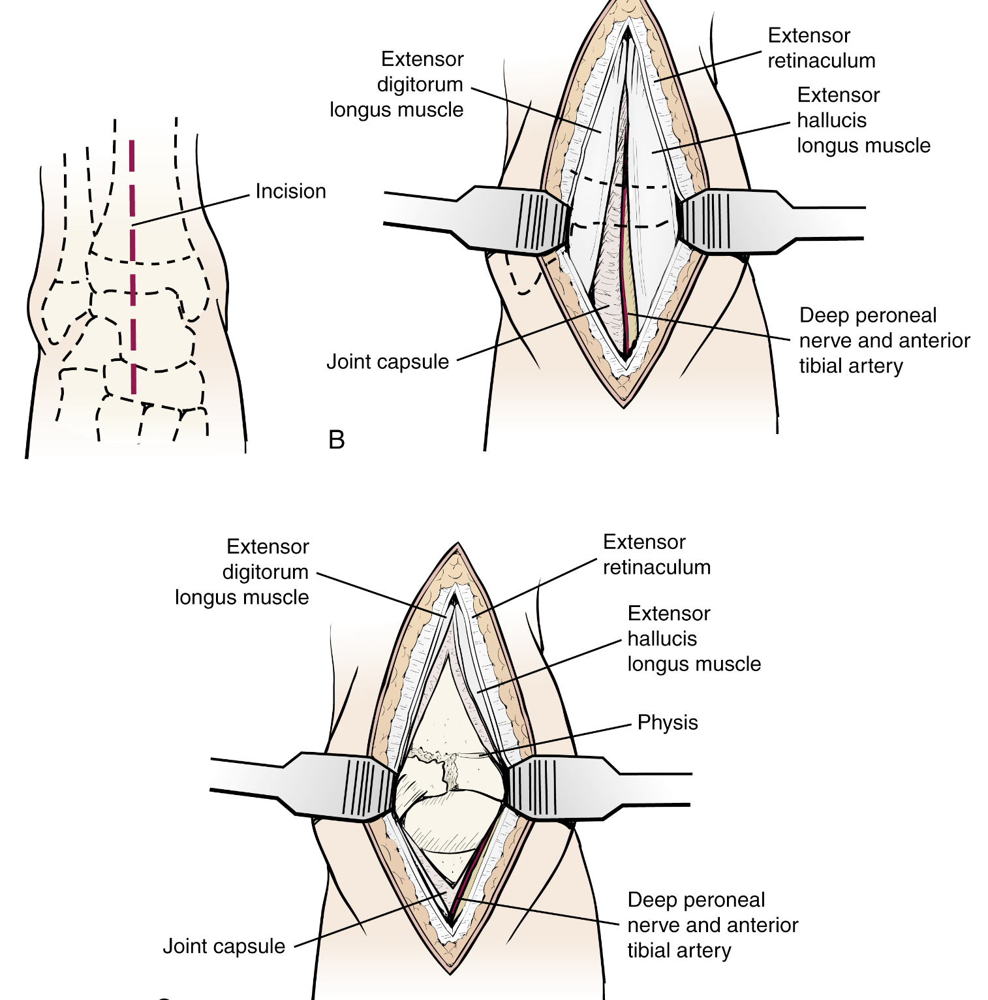 Incision
Extensor
digitorum
longus muscle
Extensor
retinaculum
Extensor
hallucis
longus muscle
Joint capsule
Deep peroneal
nerve and anterior
tibial artery
B
Extensor
digitorum
longus muscle
Extensor
retinaculum
Extensor
hallucis
longus muscle
Physis
Joint capsule
Deep peroneal
nerve and anterior
tibial artery